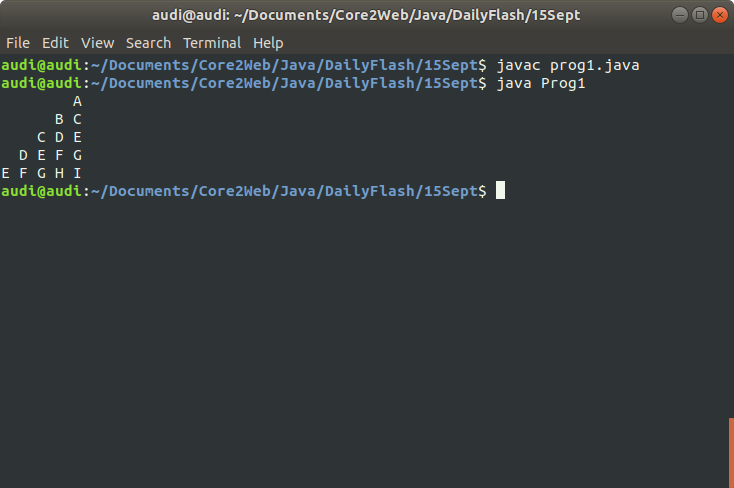 audi@audi: ~/Documents/Core2Web/Java/DailyFlash/15Sept
File Edit View Search Terminal Help
audi@audi:~/Documents/Core2Web/Java/DailyFlash/15Sept$ javac prog1.java
audi@audi:~/Documents/Core2Web/Java/DailyFlash/15Sept$ java Prog1
        A
      B C
    C D E
  D E F G
E F G H I
audi@audi:~/Documents/Core2Web/Java/DailyFlash/15Sept$